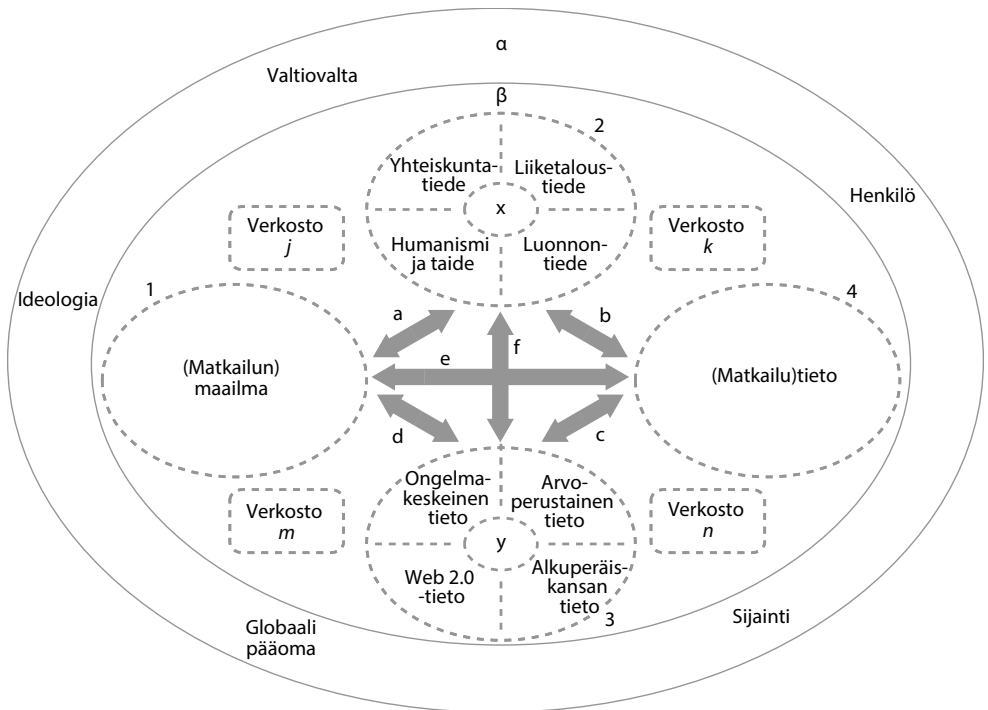 α
Valtiovalta
β
2
Yhteiskunta-
tiede
Liiketalous-
tiede
Henkilö
x
Verkosto
j
Verkosto
k
Humanismi
ja taide
Luonnon-
tiede
Ideologia
1
4
a
b
f
e
(Matkailun)
maailma
(Matkailu)tieto
d
c
Ongelma-
keskeinen
tieto
Arvo-
perustainen
tieto
Verkosto
m
Verkosto
n
y
Web 2.0
-tieto
Alkuperäis-
kansan
tieto
3
Globaali
pääoma
Sijainti